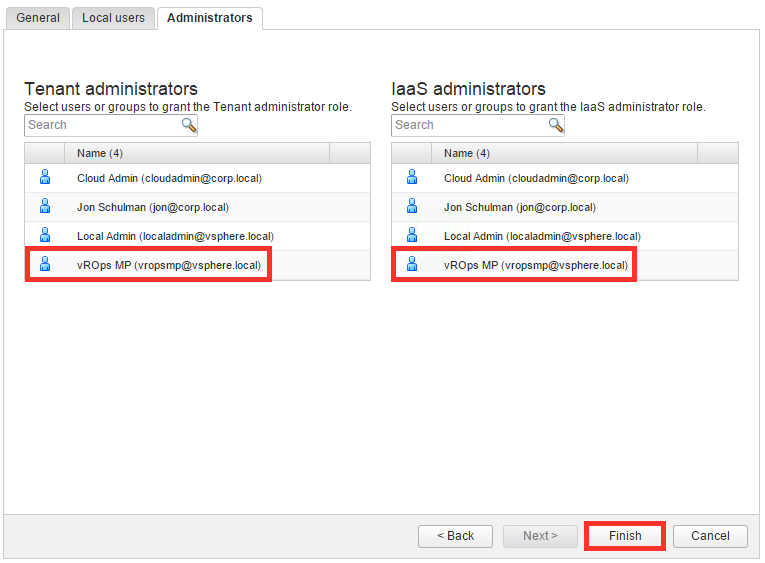 General
Local users
Administrators
Tenant administrators
Select users or groups to grant the Tenant administrator role.
Search
Name (4)
Cloud Admin (cloudadmin@corp.local)
Jon Schulman (jon@corp.local)
Local Admin (localadmin@vsphere.local)
vROps MP (vropsmp@vsphere.local)
IaaS administrators
Select users or groups to grant the IaaS administrator role.
Search
Name (4)
Cloud Admin (cloudadmin@corp.local)
Jon Schulman (jon@corp.local)
Local Admin (localadmin@vsphere.local)
vROps MP (vropsmp@vsphere.local)
< Back
Next >
Finish
Cancel